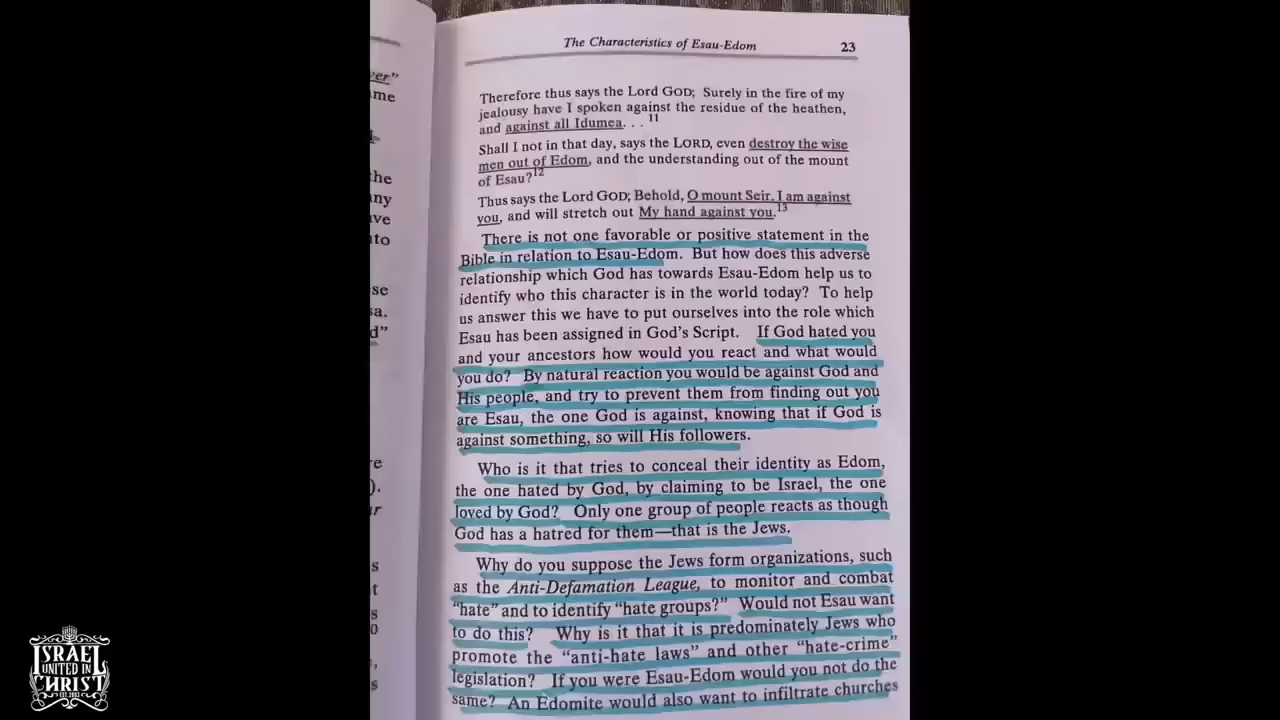 The Characteristics of Esau-Edom 23
Therefore thus says the Lord GOD; Surely in the fire of my
jealousy have I spoken against the residue of the heathen,
and against all Idumea. . . 11
Shall I not in that day, says the LORD, even destroy the wise
men out of Edom, and the understanding out of the mount
of Esau?12
Thus says the Lord GOD; Behold, O mount Seir, I am against
you, and will stretch out My hand against you.13
There is not one favorable or positive statement in the
Bible in relation to Esau-Edom. But how does this adverse
relationship which God has towards Esau-Edom help us to
identify who this character is in the world today? To help
us answer this we have to put ourselves into the role which
Esau has been assigned in God's Script. If God hated you
and your ancestors how would you react and what would
you do? By natural reaction you would be against God and
His people, and try to prevent them from finding out you
are Esau, the one God is against, knowing that if God is
against something, so will His followers.
Who is it that tries to conceal their identity as Edom,
the one hated by God, by claiming to be Israel, the one
loved by God? Only one group of people reacts as though
God has a hatred for them—that is the Jews.
Why do you suppose the Jews form organizations, such
as the Anti-Defamation League, to monitor and combat
"hate" and to identify "hate groups?" Would not Esau want
to do this? Why is it that it is predominately Jews who
promote the "anti-hate laws" and other "hate-crime"
legislation? If you were Esau-Edom would you not do the
same? An Edomite would also want to infiltrate churches
ISRAEL
UNITED IN
CHRIST
EST. 2003